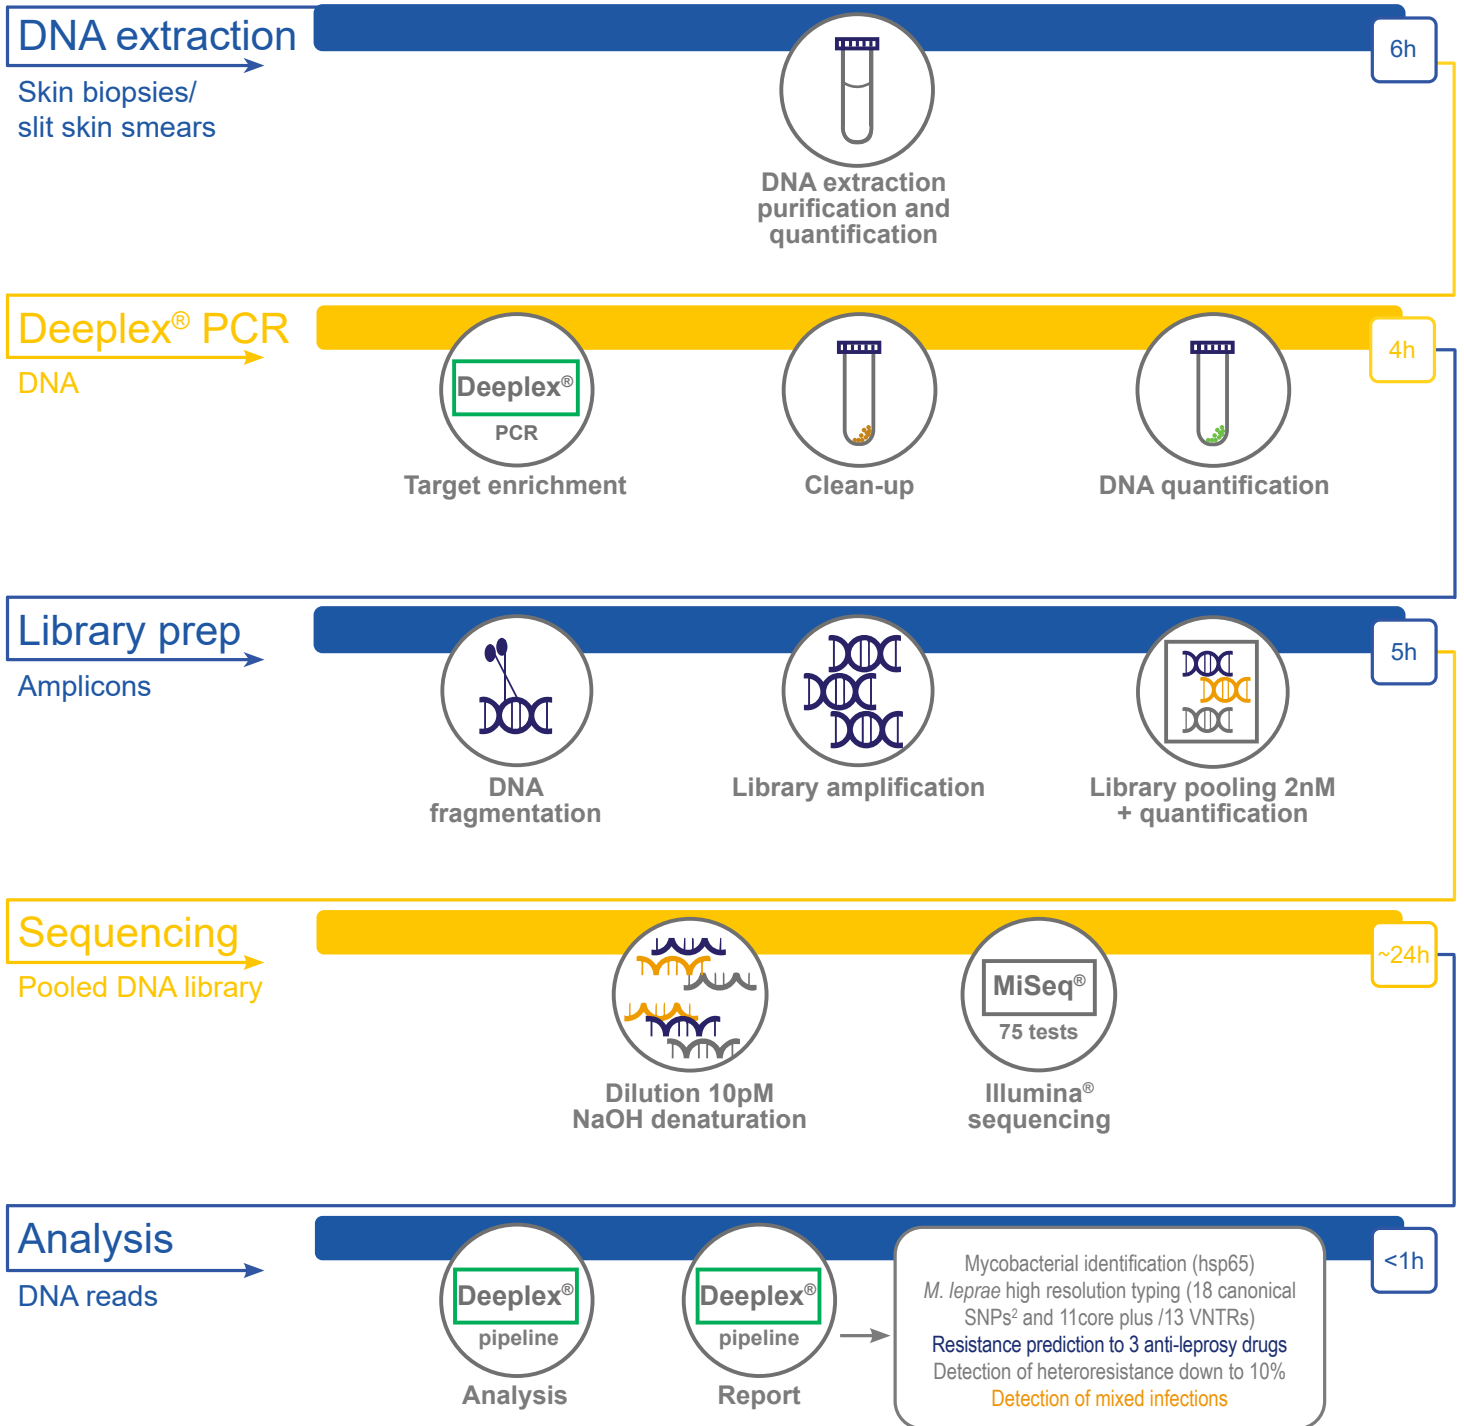 DNA extraction
6h
Skin biopsies/
slit skin smears
DNA extraction
purification and
quantification
Deeplex® PCR
4h
DNA
Deeplex®
PCR
Target enrichment
Clean-up
DNA quantification
Library prep
5h
Amplicons
DNA
fragmentation
Library amplification
Library pooling 2nM
+ quantification
Sequencing
~24h
Pooled DNA library
MiSeq®
75 tests
Dilution 10pM
NaOH denaturation
Illumina®
sequencing
Analysis
<1h
DNA reads
Deeplex®
pipeline
Analysis
Deeplex®
pipeline
Report
Mycobacterial identification (hsp65)
M. leprae high resolution typing (18 canonical
SNPs² and 11core plus /13 VNTRs)
Resistance prediction to 3 anti-leprosy drugs
Detection of heteroresistance down to 10%
Detection of mixed infections